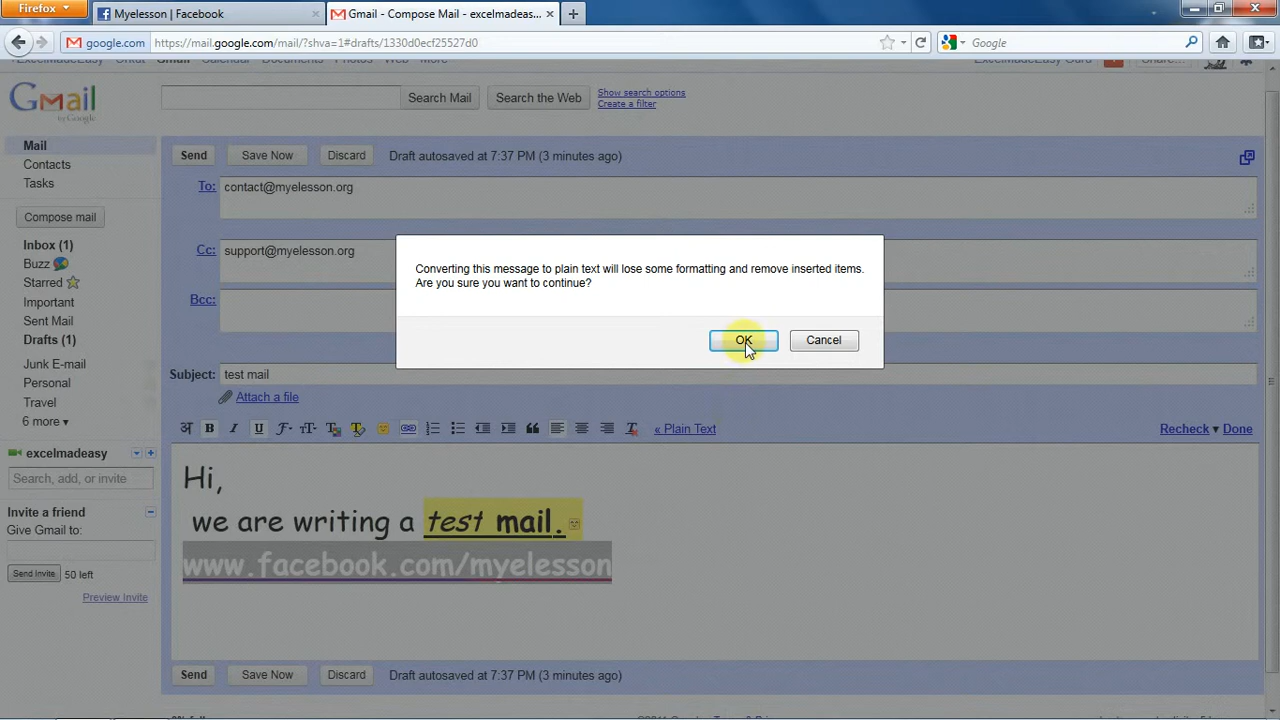 Firefox
Myelesson | Facebook
Gmail - Compose Mail - excelmadeeasy...
google.com
https://mail.google.com/mail/?shva=1#drafts/1330d0ecf25527d0
Google
Gmail
by Google
Search Mail
Search the Web
Show search options
Create a filter
Mail
Contacts
Tasks
Compose mail
Inbox (1)
Buzz
Starred
Important
Sent Mail
Drafts (1)
Junk E-mail
Personal
Travel
6 more
excelmadeeasy
Search, add, or invite
Invite a friend
Give Gmail to:
Send Invite 50 left
Preview Invite
Send Save Now Discard Draft autosaved at 7:37 PM (3 minutes ago)
To: contact@myelesson.org
Cc: support@myelesson.org
Bcc:
Converting this message to plain text will lose some formatting and remove inserted items.
Are you sure you want to continue?
OK Cancel
Subject: test mail
Attach a file
अ B I U « Plain Text Recheck Done
Hi,
we are writing a test mail.
www.facebook.com/myelesson
Send Save Now Discard Draft autosaved at 7:37 PM (3 minutes ago)